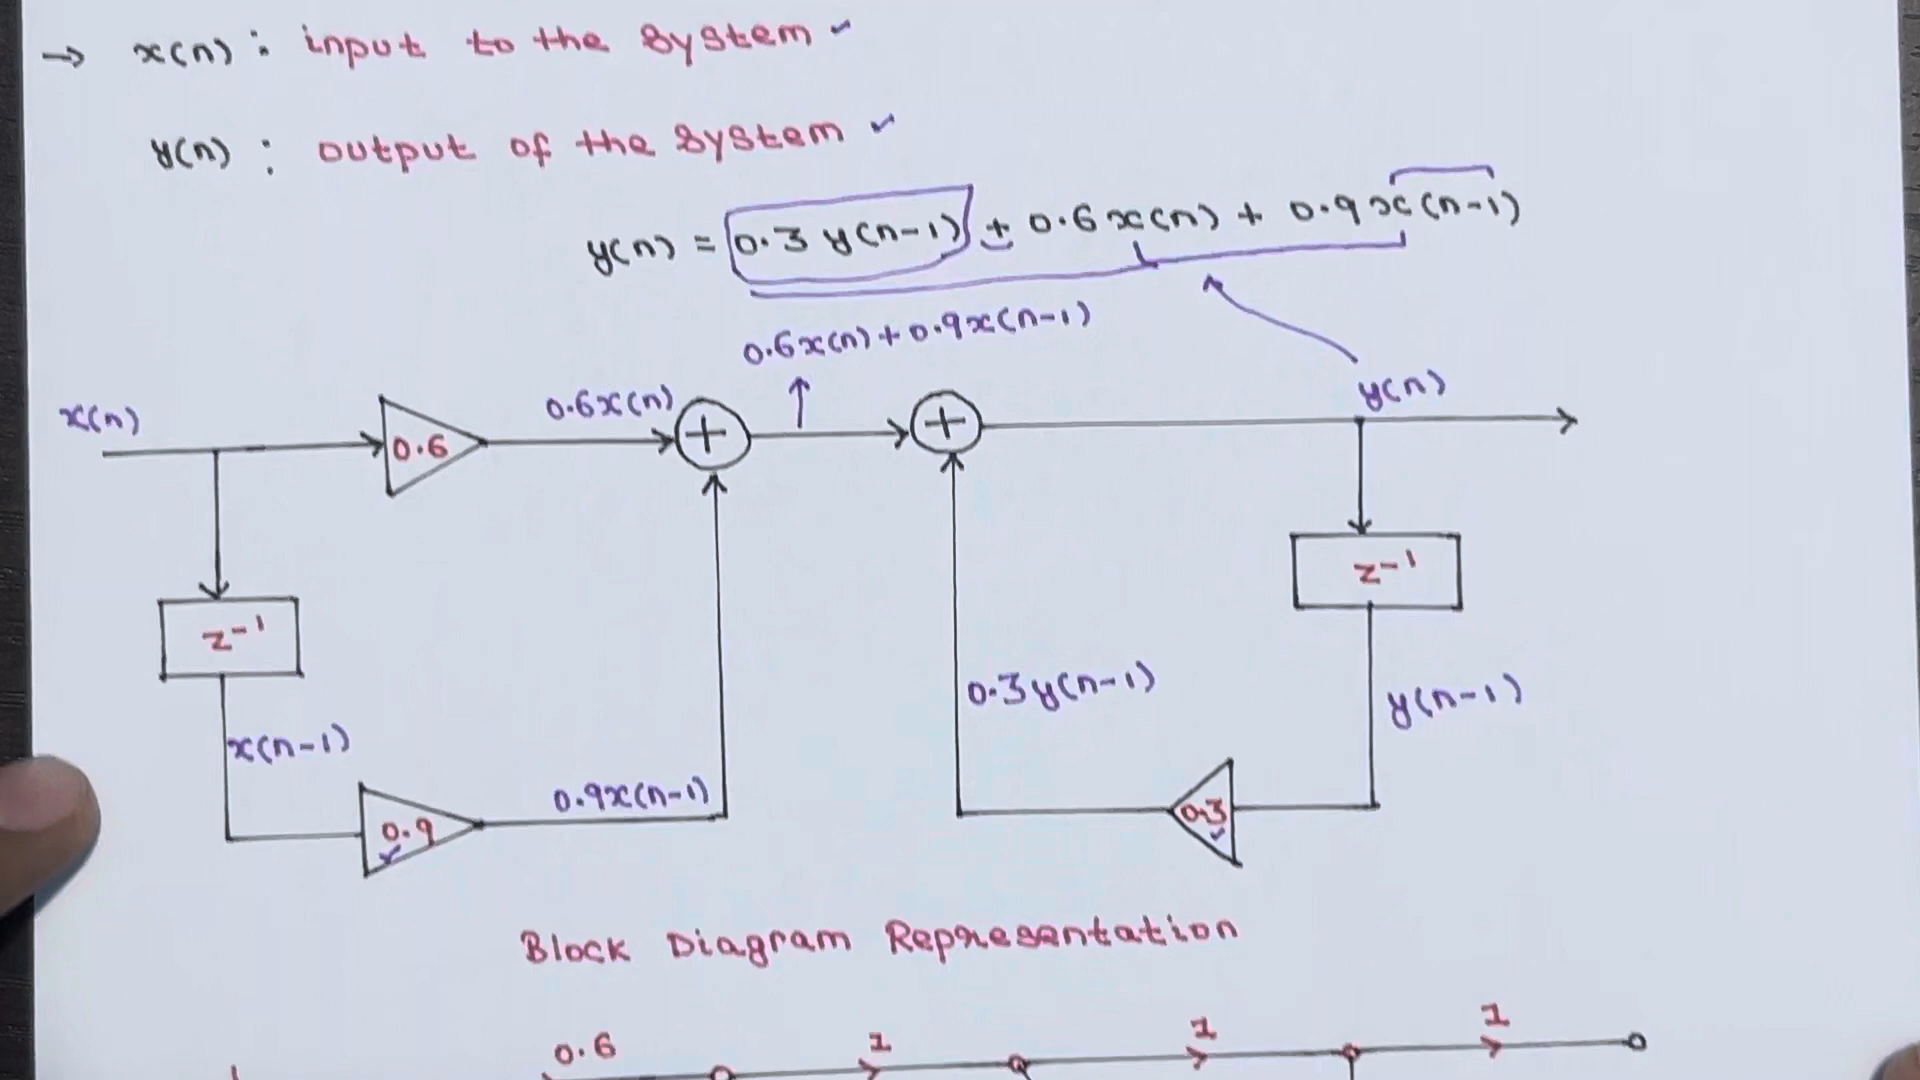 → x(n) : input to the system ✓
y(n) : output of the system ✓
y(n) = 0.3 y(n-1) + 0.6 x(n) + 0.9 x(n-1)
0.6x(n) + 0.9x(n-1)
x(n)
0.6
0.6x(n)
+
+
y(n)
z⁻¹
z⁻¹
x(n-1)
0.9
0.9x(n-1)
0.3y(n-1)
0.3
y(n-1)
Block Diagram Representation
0.6
1
1
1